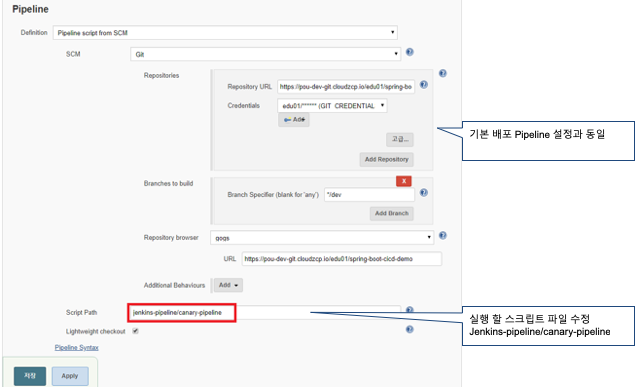 Pipeline
Definition
Pipeline script from SCM
SCM
Git
Repositories
Repository URL
https://pou-dev-git.cloudzcp.io/edu01/spring-bo
Credentials
edu01/****** (GIT_CREDENTIAL
Add
고급...
Add Repository
기본 배포 Pipeline 설정과 동일
Branches to build
X
Branch Specifier (blank for 'any')
*/dev
Add Branch
Repository browser
gogs
URL
https://pou-dev-git.cloudzcp.io/edu01/spring-boot-cicd-demo
Additional Behaviours
Add
Script Path
jenkins-pipeline/canary-pipeline
실행 할 스크립트 파일 수정
Jenkins-pipeline/canary-pipeline
Lightweight checkout
Pipeline Syntax
저장
Apply